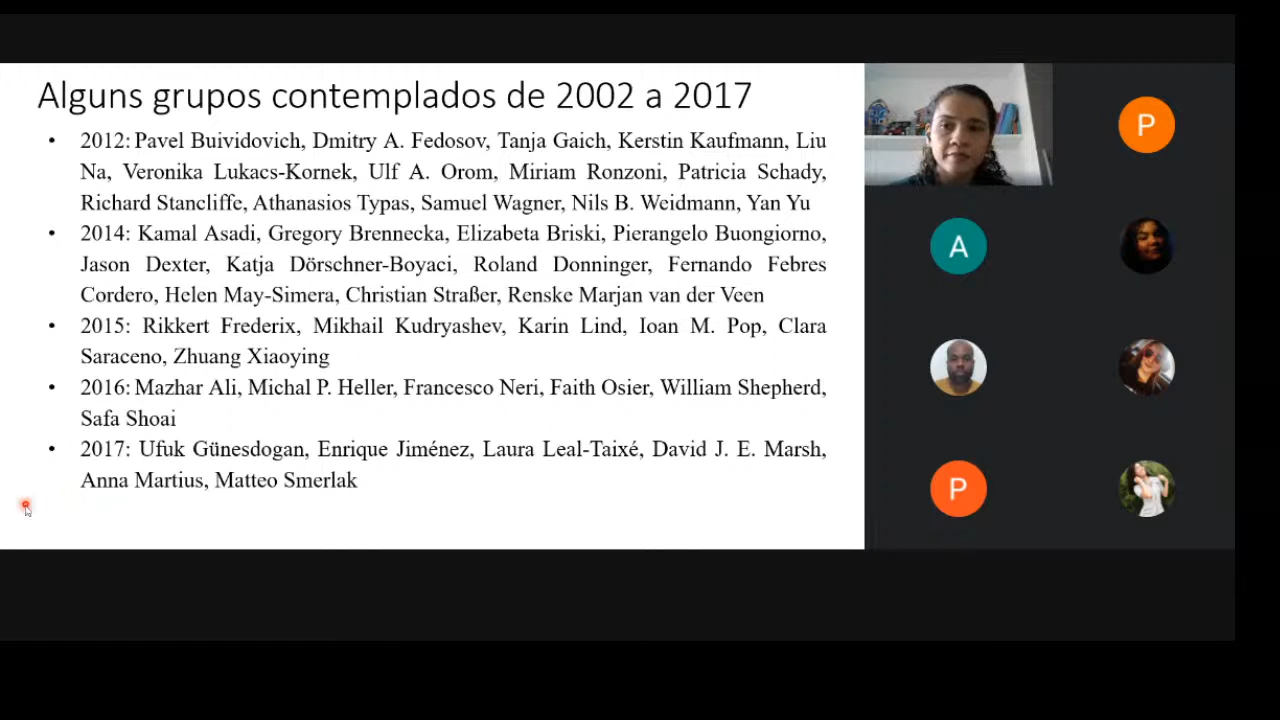 Alguns grupos contemplados de 2002 a 2017
• 2012: Pavel Buividovich, Dmitry A. Fedosov, Tanja Gaich, Kerstin Kaufmann, Liu
Na, Veronika Lukacs-Kornek, Ulf A. Orom, Miriam Ronzoni, Patricia Schady,
Richard Stancliffe, Athanasios Typas, Samuel Wagner, Nils B. Weidmann, Yan Yu
• 2014: Kamal Asadi, Gregory Brennecka, Elizabeta Briski, Pierangelo Buongiorno,
Jason Dexter, Katja Dörschner-Boyaci, Roland Donninger, Fernando Febres
Cordero, Helen May-Simera, Christian Straßer, Renske Marjan van der Veen
• 2015: Rikkert Frederix, Mikhail Kudryashev, Karin Lind, Ioan M. Pop, Clara
Saraceno, Zhuang Xiaoying
• 2016: Mazhar Ali, Michal P. Heller, Francesco Neri, Faith Osier, William Shepherd,
Safa Shoai
• 2017: Ufuk Günesdogan, Enrique Jiménez, Laura Leal-Taixé, David J. E. Marsh,
Anna Martius, Matteo Smerlak
P
A
P